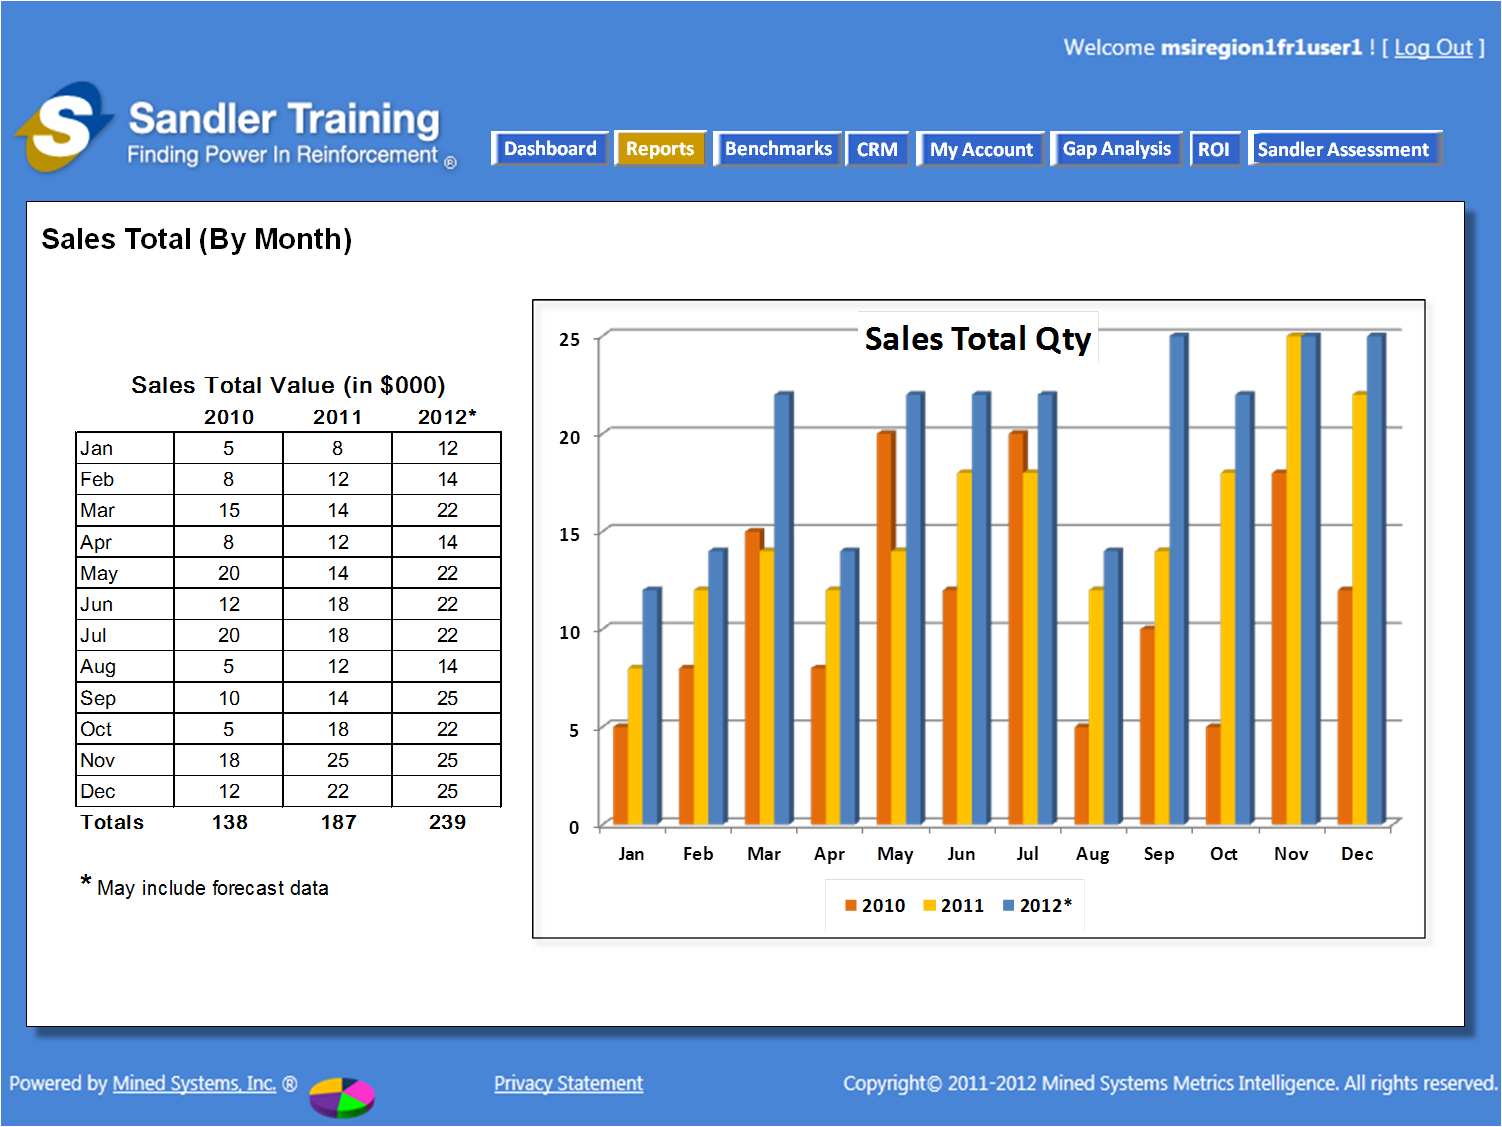 Welcome msiregion1fr1user1 ! [ Log Out ]
Sandler Training
Finding Power In Reinforcement ®
Dashboard Reports Benchmarks CRM My Account Gap Analysis ROI Sandler Assessment
Sales Total (By Month)
Sales Total Value (in $000)
2010 2011 2012*
Jan 5 8 12
Feb 8 12 14
Mar 15 14 22
Apr 8 12 14
May 20 14 22
Jun 12 18 22
Jul 20 18 22
Aug 5 12 14
Sep 10 14 25
Oct 5 18 22
Nov 18 25 25
Dec 12 22 25
Totals 138 187 239
* May include forecast data
Sales Total Qty
25
20
15
10
5
0
Jan Feb Mar Apr May Jun Jul Aug Sep Oct Nov Dec
2010 2011 2012*
Powered by Mined Systems, Inc. ®
Privacy Statement
Copyright© 2011-2012 Mined Systems Metrics Intelligence. All rights reserved.